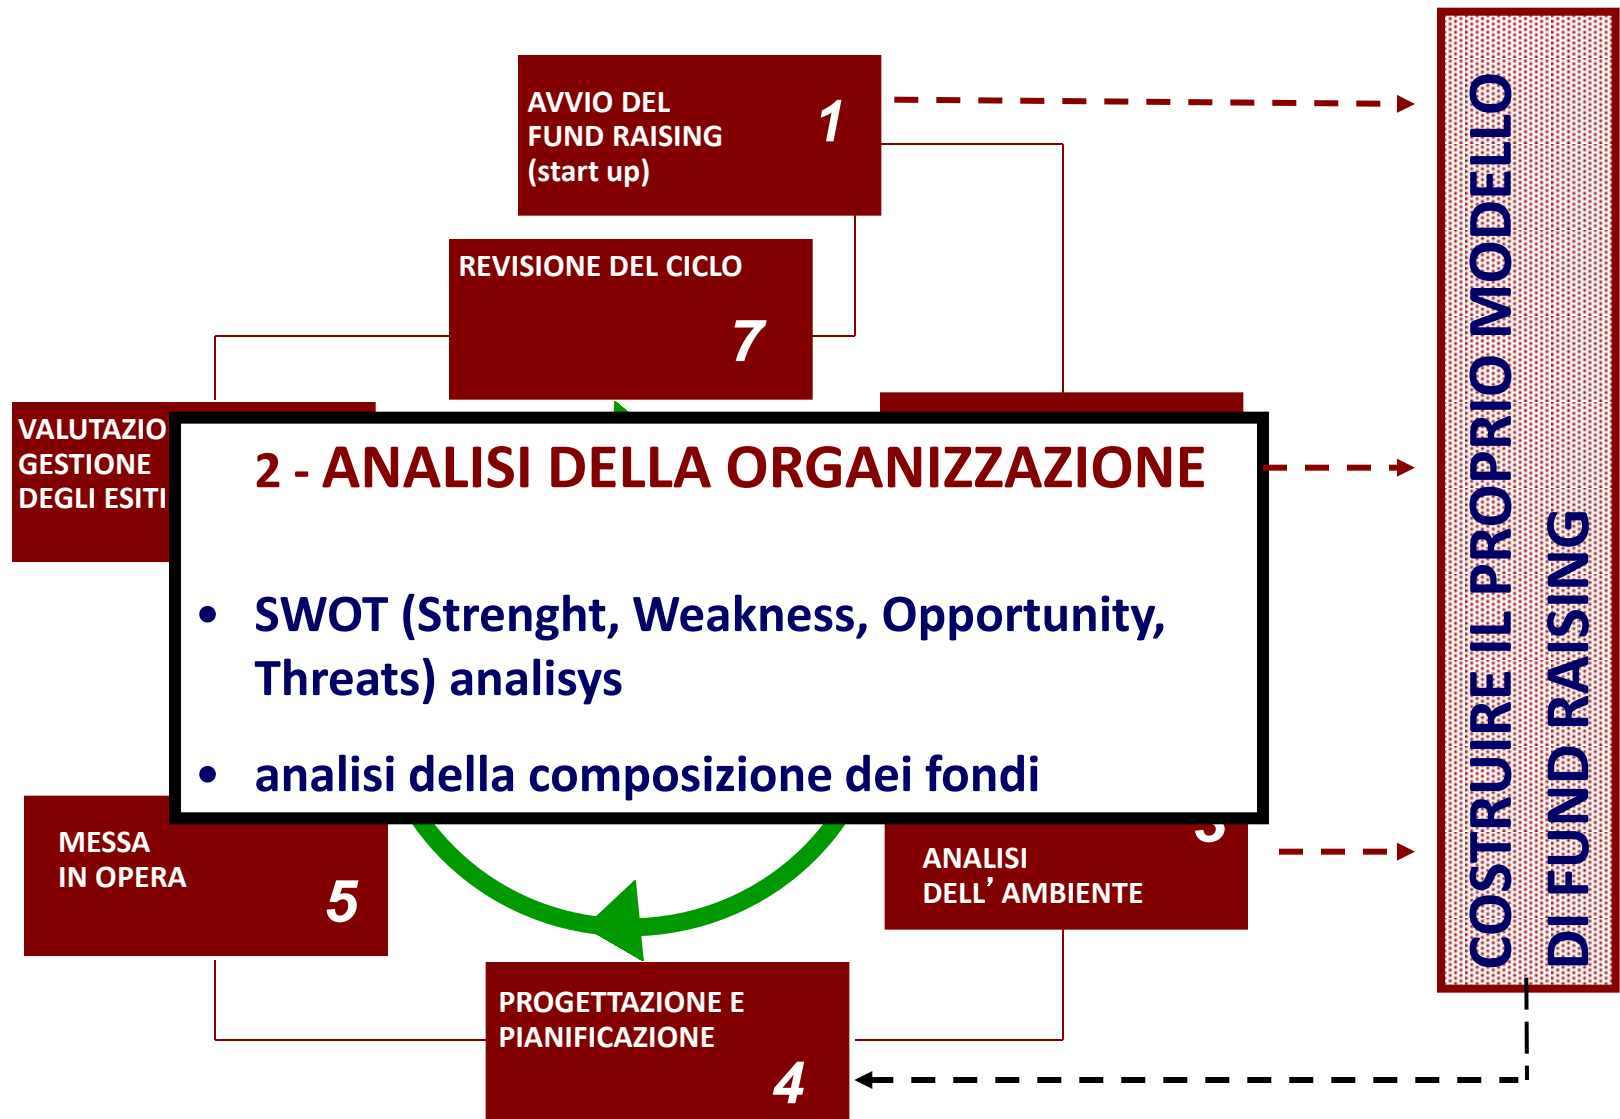 AVVIO DEL
FUND RAISING
(start up)
1
REVISIONE DEL CICLO
7
VALUTAZIO
GESTIONE
DEGLI ESITI
2 - ANALISI DELLA ORGANIZZAZIONE
• SWOT (Strenght, Weakness, Opportunity,
Threats) analisys
• analisi della composizione dei fondi
MESSA
IN OPERA
5
3
ANALISI
DELL’ AMBIENTE
PROGETTAZIONE E
PIANIFICAZIONE
4
COSTRUIRE IL PROPRIO MODELLO
DI FUND RAISING